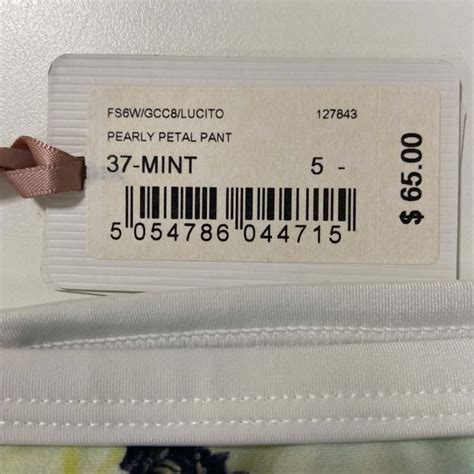 FS6W/GCC8/LUCITO 127843
PEARLY PETAL PANT
37-MINT 5 -
5 054786 044715
$ 65.00